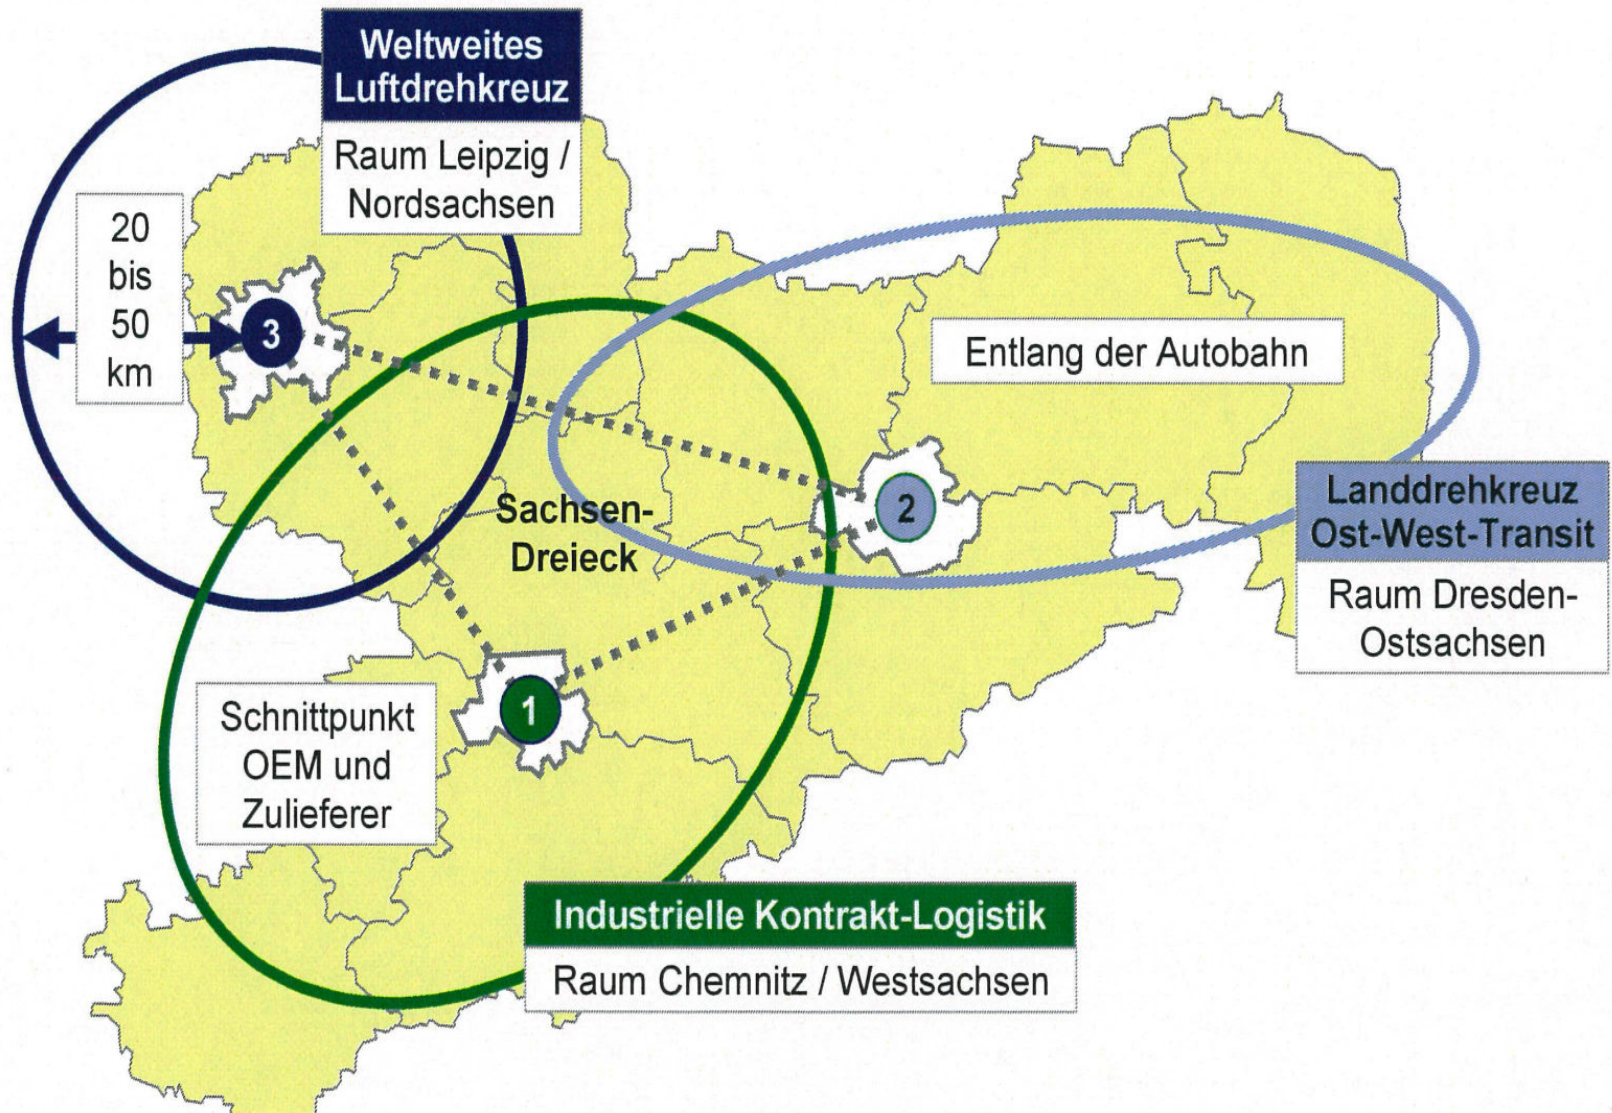 Weltweites
Luftdrehkreuz
Raum Leipzig /
Nordsachsen
20
bis
50
km
3
Entlang der Autobahn
Sachsen-
Dreieck
2
Landdrehkreuz
Ost-West-Transit
Raum Dresden-
Ostsachsen
1
Schnittpunkt
OEM und
Zulieferer
Industrielle Kontrakt-Logistik
Raum Chemnitz / Westsachsen